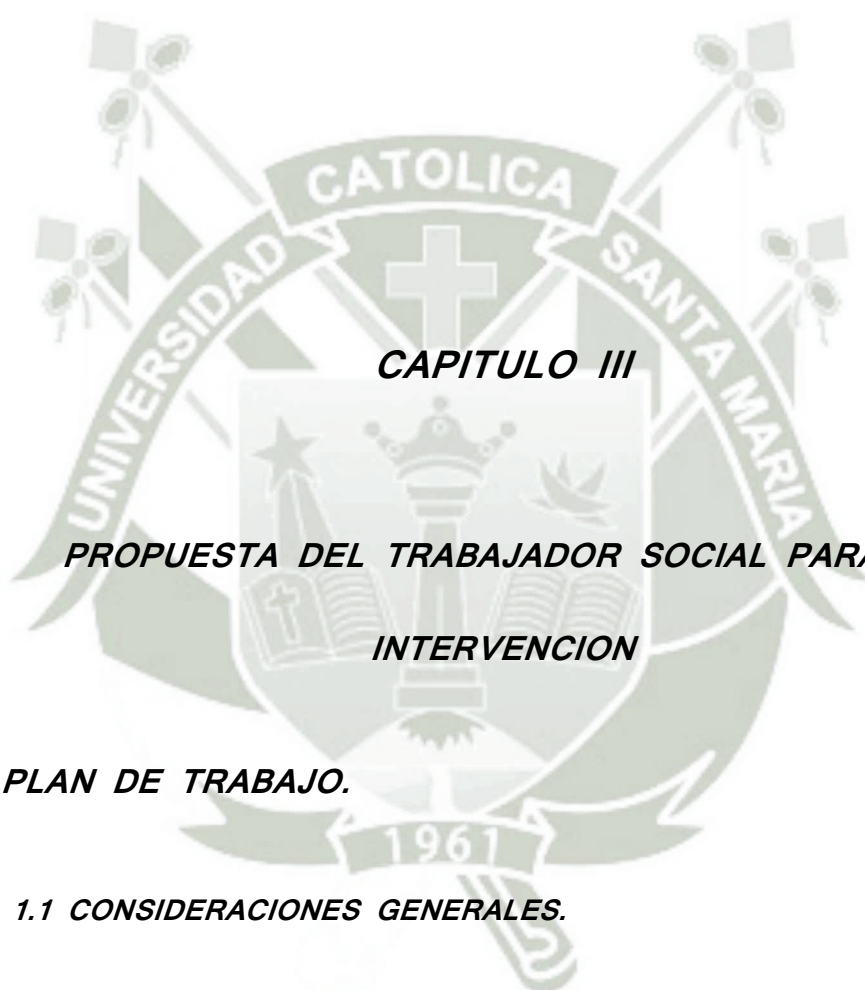 UNIVERSIDAD CATOLICA SANTA MARIA
CAPITULO III
PROPUESTA DEL TRABAJADOR SOCIAL PARA
INTERVENCION
PLAN DE TRABAJO.
1961
1.1 CONSIDERACIONES GENERALES.